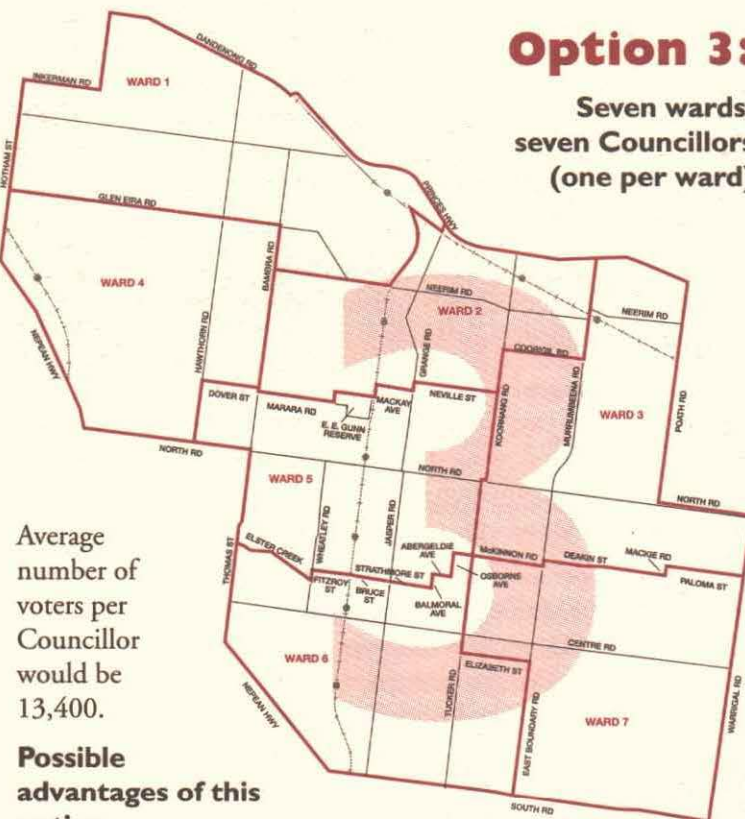 Option 3:
Seven wards
seven Councillors
(one per ward)
DANDENONG RD
INKERMAN RD
WARD 1
HOTHAM ST
GLEN EIRA RD
PRINCES HWY
WARD 4
BAMBRA RD
NEERIM RD
NEERIM RD
WARD 2
HAWTHORN RD
GRANGE RD
NEPEAN HWY
COORIGIL RD
KOORNANG RD
MURRUMBEENA RD
WARD 3
POATH RD
DOVER ST
MARARA RD
MACKAY
AVE
NEVILLE ST
E. E. GUNN
RESERVE
NORTH RD
NORTH RD
NORTH RD
WARD 5
WHEATLEY RD
JASPER RD
THOMAS ST
ELSTER CREEK
ABERGELDIE
AVE
McKINNON RD
DEAKIN ST
MACKIE RD
PALOMA ST
STRATHMORE ST
FITZROY
ST
BRUCE
ST
OSBORNS
AVE
BALMORAL
AVE
CENTRE RD
WARD 6
ELIZABETH ST
NEPEAN HWY
TUCKER RD
EAST BOUNDARY RD
WARD 7
WARRIGAL RD
SOUTH RD
3
Average
number of
voters per
Councillor
would be
13,400.
Possible
advantages of this